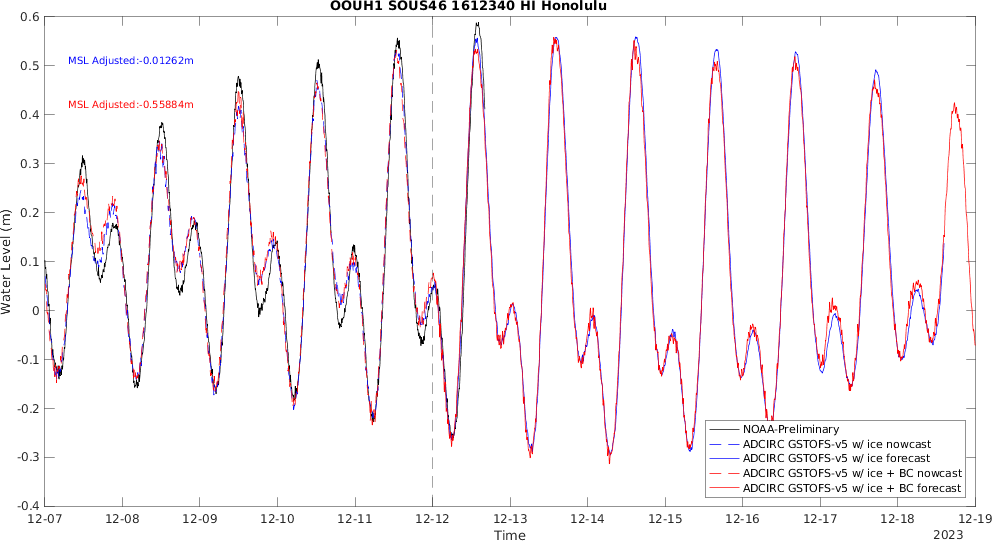 OOUH1 SOUS46 1612340 HI Honolulu
0.6
0.5
0.4
0.3
0.2
0.1
0
-0.1
-0.2
-0.3
-0.4
Water Level (m)
MSL Adjusted:-0.01262m
MSL Adjusted:-0.55884m
NOAA-Preliminary
ADCIRC GSTOFS-v5 w/ ice nowcast
ADCIRC GSTOFS-v5 w/ ice forecast
ADCIRC GSTOFS-v5 w/ ice + BC nowcast
ADCIRC GSTOFS-v5 w/ ice + BC forecast
12-07 12-08 12-09 12-10 12-11 12-12 12-13 12-14 12-15 12-16 12-17 12-18 12-19
Time
2023